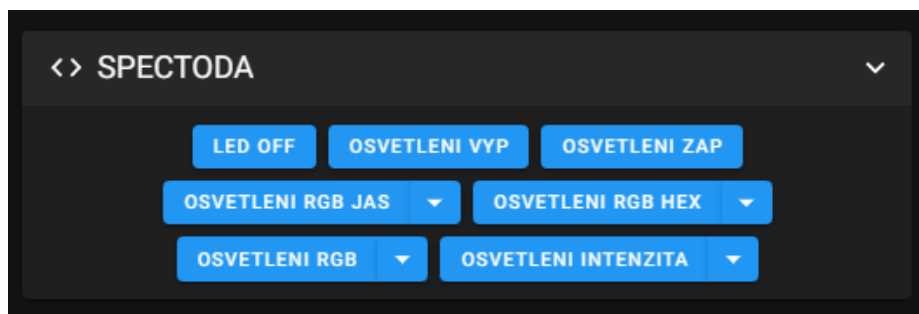 <> SPECTODA
LED OFF OSVETLENI VYP OSVETLENI ZAP
OSVETLENI RGB JAS OSVETLENI RGB HEX
OSVETLENI RGB OSVETLENI INTENZITA